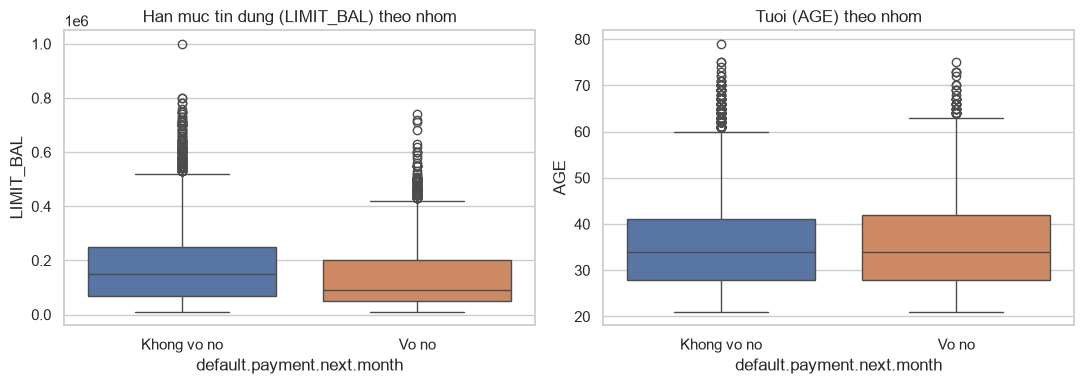 Han muc tin dung (LIMIT_BAL) theo nhom
1e6
1.0
0.8
0.6
0.4
0.2
0.0
LIMIT_BAL
Khong vo no
Vo no
default.payment.next.month
Tuoi (AGE) theo nhom
80
70
60
50
40
30
20
AGE
Khong vo no
Vo no
default.payment.next.month